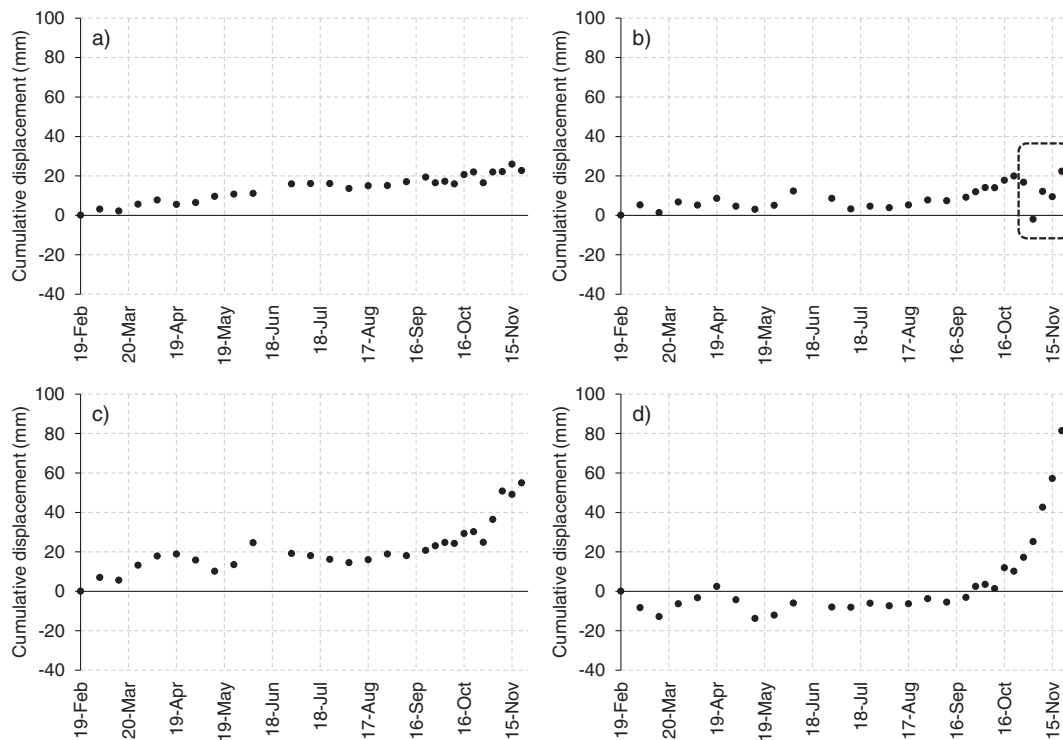 a)
Cumulative displacement (mm)
100
80
60
40
20
0
-20
-40
19-Feb
20-Mar
19-Apr
19-May
18-Jun
18-Jul
17-Aug
16-Sep
16-Oct
15-Nov
b)
Cumulative displacement (mm)
100
80
60
40
20
0
-20
-40
19-Feb
20-Mar
19-Apr
19-May
18-Jun
18-Jul
17-Aug
16-Sep
16-Oct
15-Nov
c)
Cumulative displacement (mm)
100
80
60
40
20
0
-20
-40
19-Feb
20-Mar
19-Apr
19-May
18-Jun
18-Jul
17-Aug
16-Sep
16-Oct
15-Nov
d)
Cumulative displacement (mm)
100
80
60
40
20
0
-20
-40
19-Feb
20-Mar
19-Apr
19-May
18-Jun
18-Jul
17-Aug
16-Sep
16-Oct
15-Nov